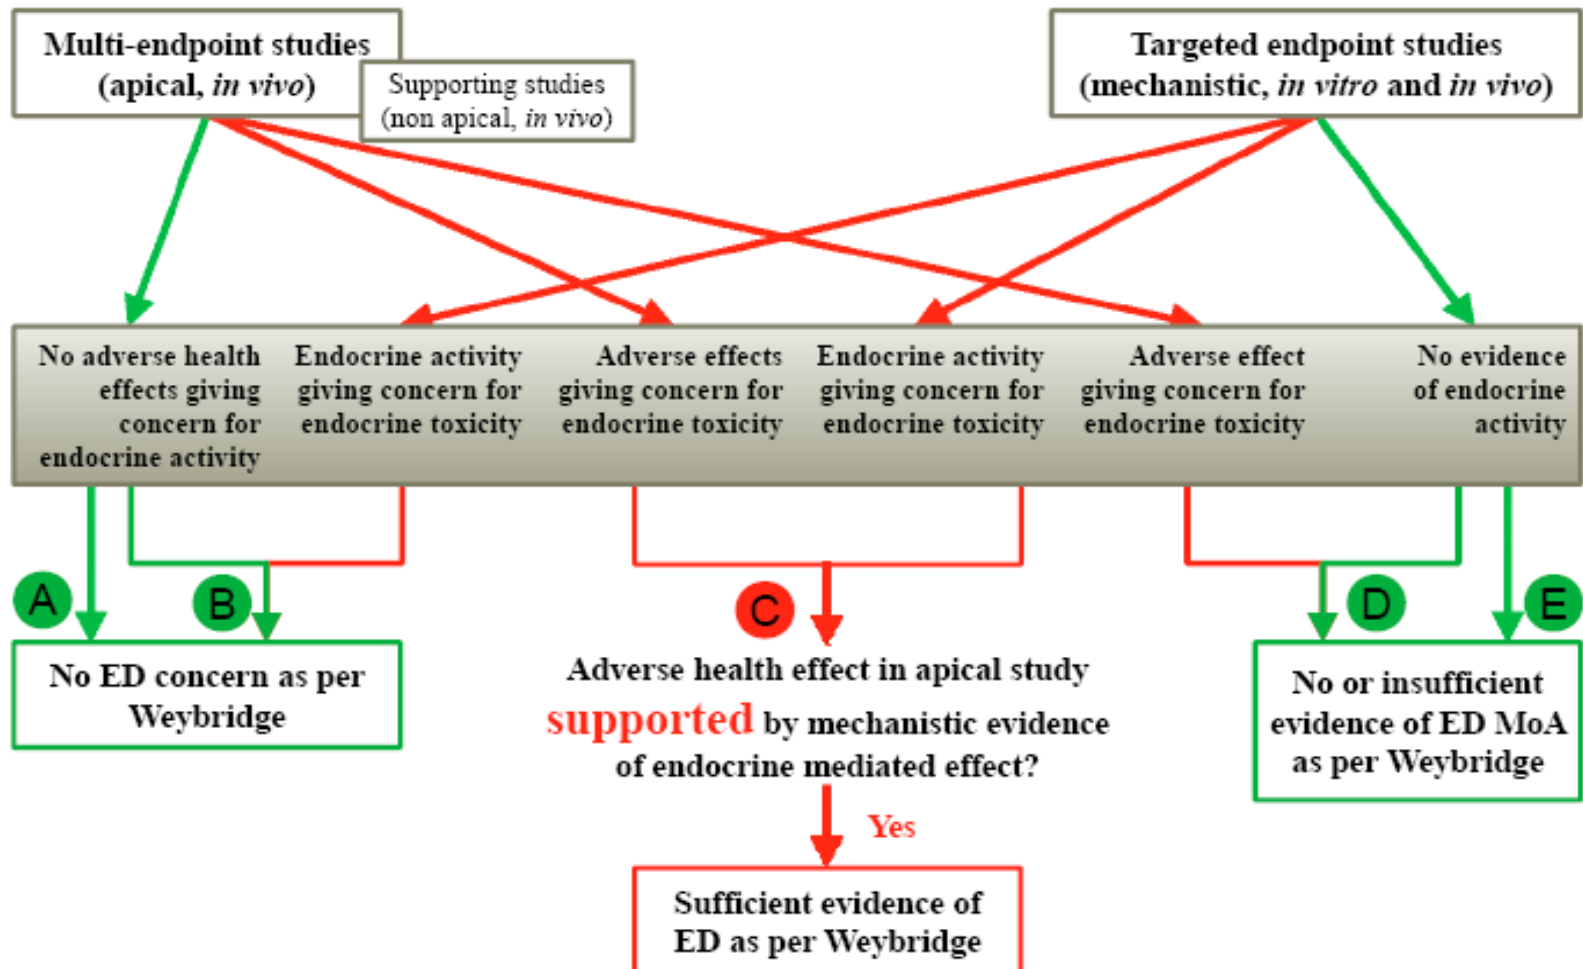 Multi-endpoint studies
(apical, in vivo)
Supporting studies
(non apical, in vivo)
Targeted endpoint studies
(mechanistic, in vitro and in vivo)
No adverse health
effects giving
concern for
endocrine activity
Endocrine activity
giving concern for
endocrine toxicity
Adverse effects
giving concern for
endocrine toxicity
Endocrine activity
giving concern for
endocrine toxicity
Adverse effect
giving concern for
endocrine toxicity
No evidence
of endocrine
activity
A
B
C
D
E
No ED concern as per
Weybridge
Adverse health effect in apical study
supported by mechanistic evidence
of endocrine mediated effect?
Yes
Sufficient evidence of
ED as per Weybridge
No or insufficient
evidence of ED MoA
as per Weybridge